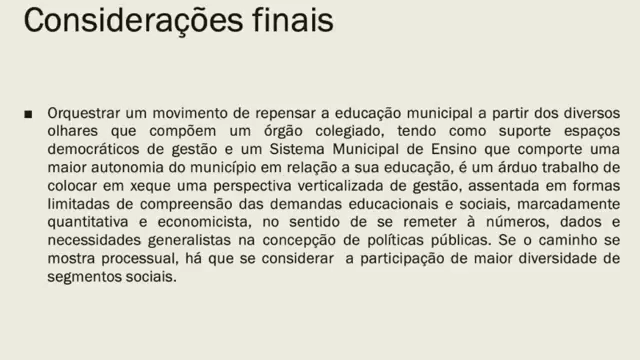 Considerações finais
▪ Orquestrar um movimento de repensar a educação municipal a partir dos diversos
olhares que compõem um órgão colegiado, tendo como suporte espaços
democráticos de gestão e um Sistema Municipal de Ensino que comporte uma
maior autonomia do município em relação a sua educação, é um árduo trabalho de
colocar em xeque uma perspectiva verticalizada de gestão, assentada em formas
limitadas de compreensão das demandas educacionais e sociais, marcadamente
quantitativa e economicista, no sentido de se remeter à números, dados e
necessidades generalistas na concepção de políticas públicas. Se o caminho se
mostra processual, há que se considerar a participação de maior diversidade de
segmentos sociais.